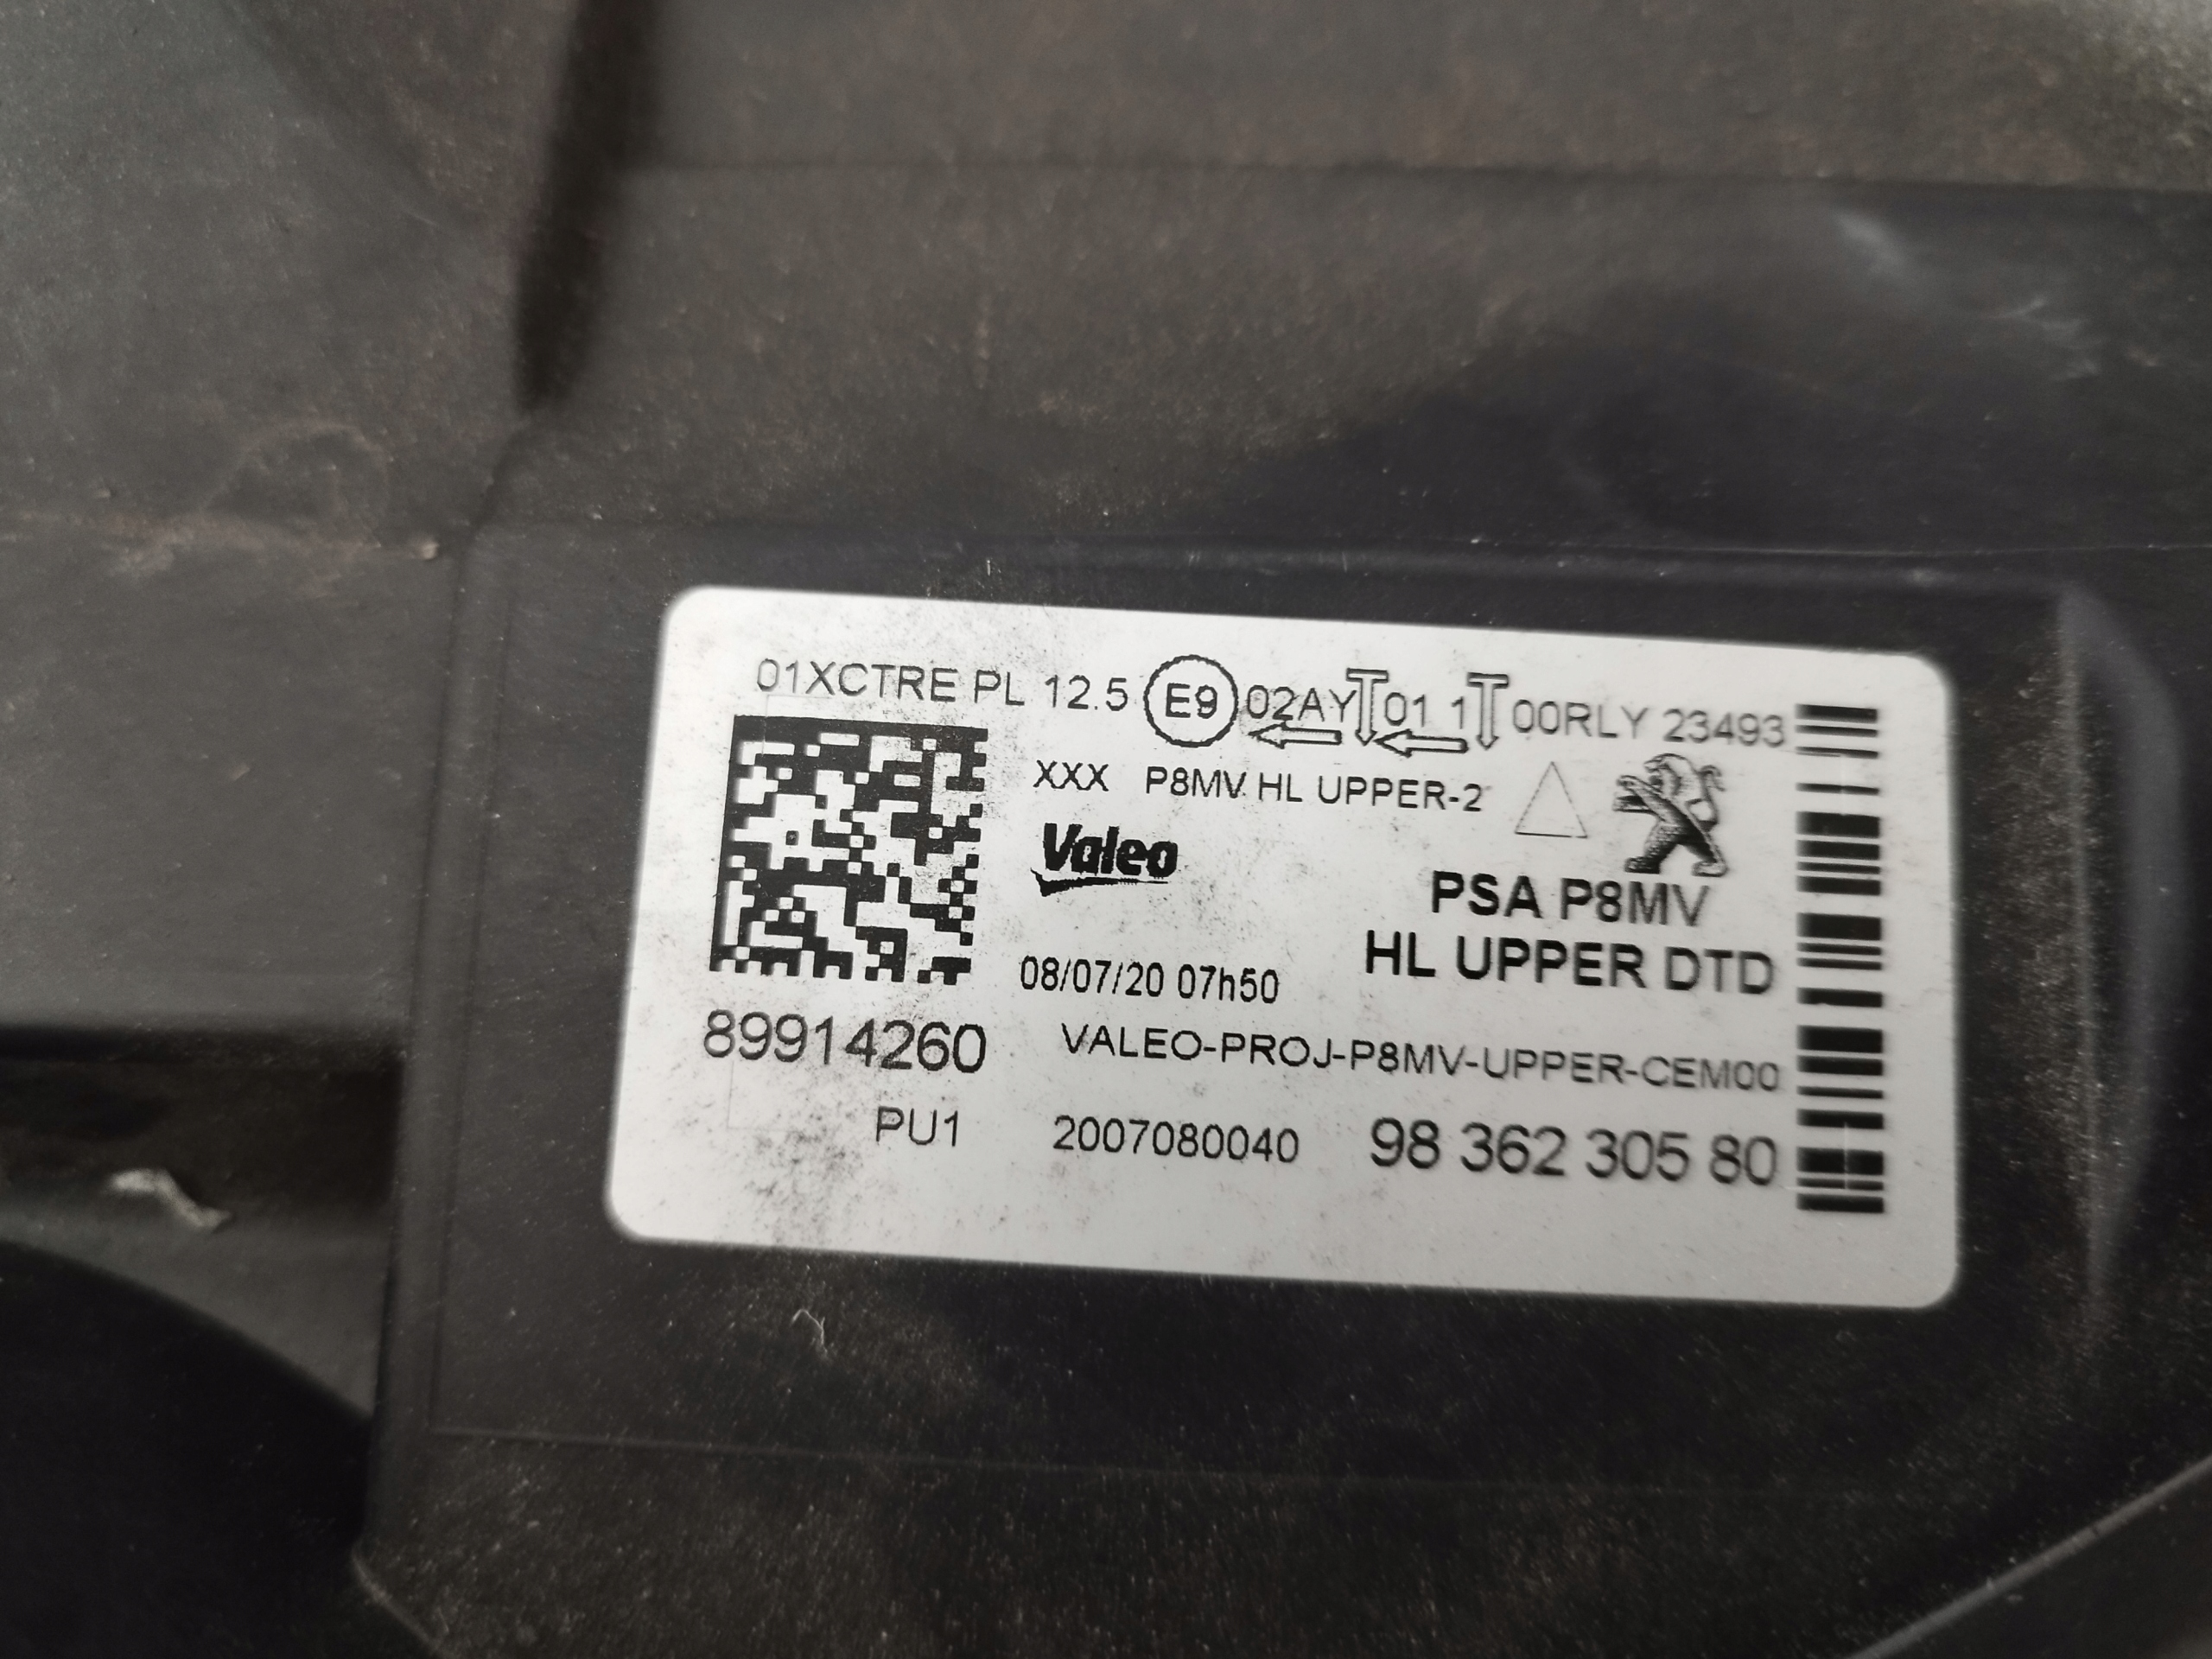 01XCTRE PL 12.5 E9 02AY 01 1 00RLY 23493
XXX P8MV HL UPPER-2
Valeo
PSA P8MV
HL UPPER DTD
08/07/20 07h50
89914260
VALEO-PROJ-P8MV-UPPER-CEM00
PU1
2007080040
98 362 305 80